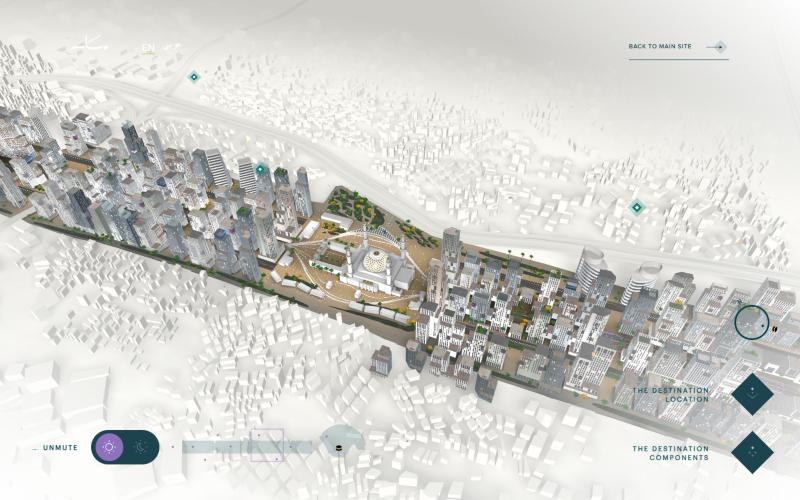 EN
BACK TO MAIN SITE
THE DESTINATION
LOCATION
UNMUTE
THE DESTINATION
COMPONENTS